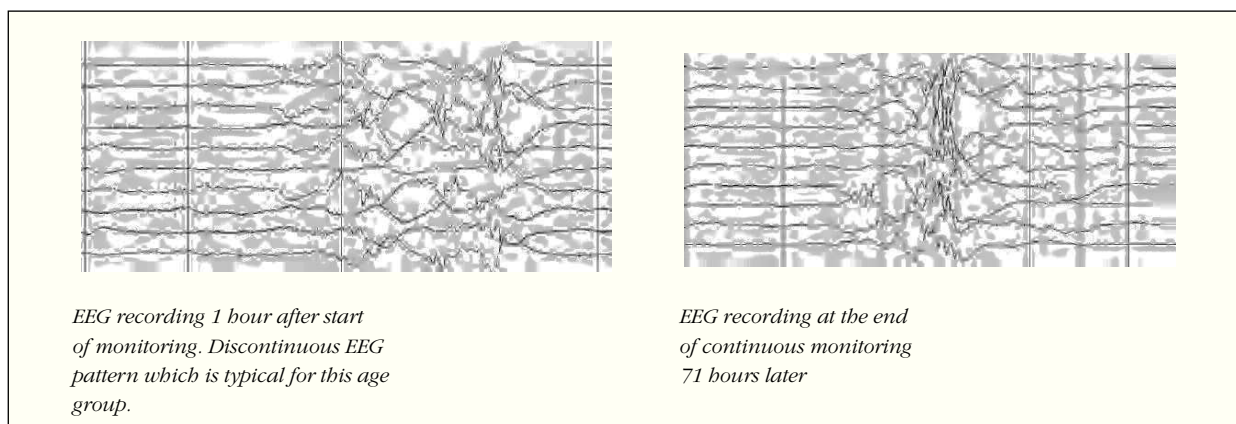 EEG recording 1 hour after start
of monitoring. Discontinuous EEG
pattern which is typical for this age
group.
EEG recording at the end
of continuous monitoring
71 hours later